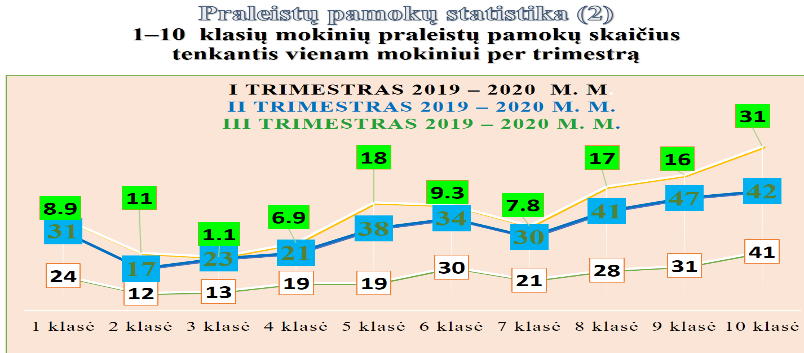 Praleistų pamokų statistika (2)
1–10 klasių mokinių praleistų pamokų skaičius
tenkantis vienam mokiniui per trimestrą
I TRIMESTRAS 2019 – 2020 M. M
II TRIMESTRAS 2019 – 2020 M. M.
III TRIMESTRAS 2019 – 2020 M. M.
8.9 11 1.1 6.9 18 9.3 7.8 17 16 31
31 17 23 21 38 34 30 41 47 42
24 12 13 19 19 30 21 28 31 41
1 klasė 2 klasė 3 klasė 4 klasė 5 klasė 6 klasė 7 klasė 8 klasė 9 klasė 10 klasė